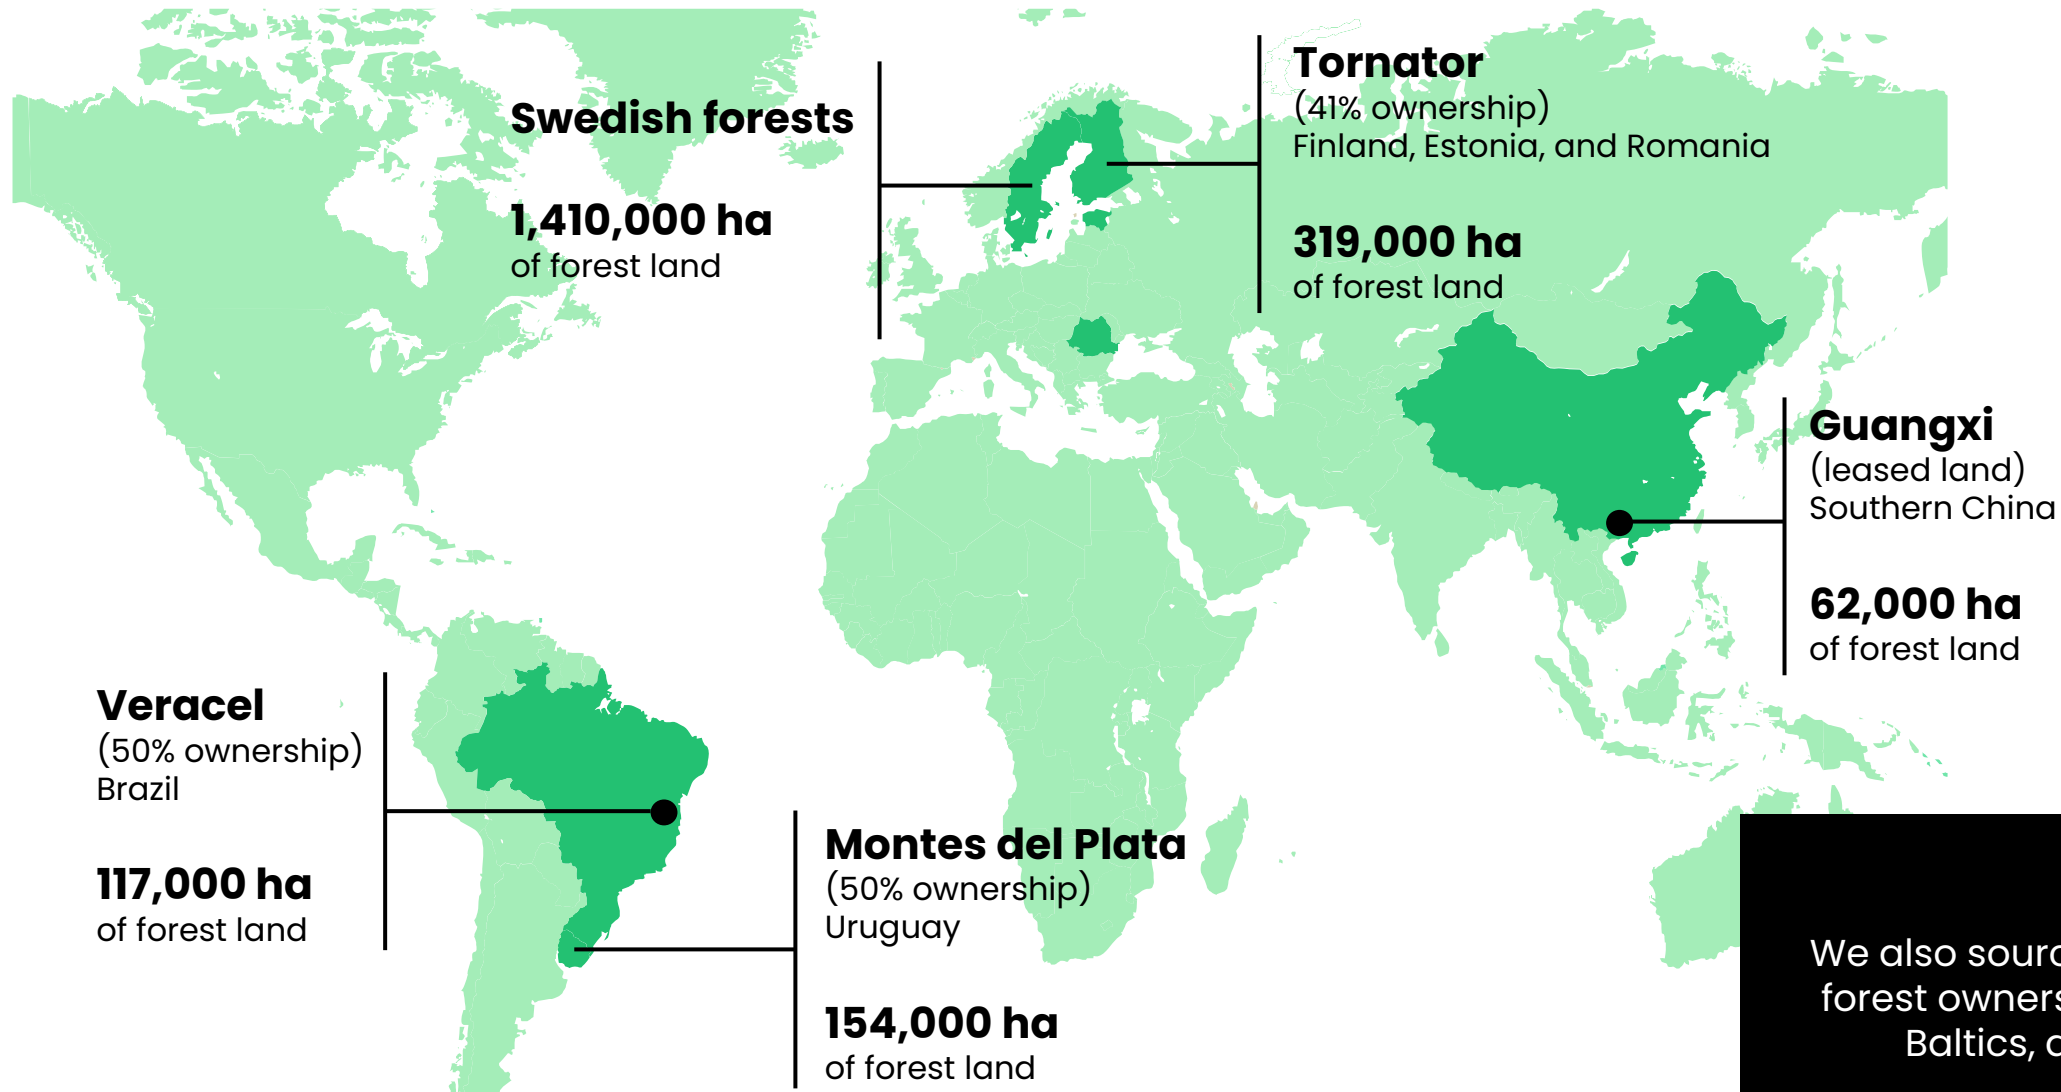 Swedish forests
1,410,000 ha
of forest land
Tornator
(41% ownership)
Finland, Estonia, and Romania
319,000 ha
of forest land
Guangxi
(leased land)
Southern China
62,000 ha
of forest land
Veracel
(50% ownership)
Brazil
117,000 ha
of forest land
Montes del Plata
(50% ownership)
Uruguay
154,000 ha
of forest land
We also
forest
Baltics,